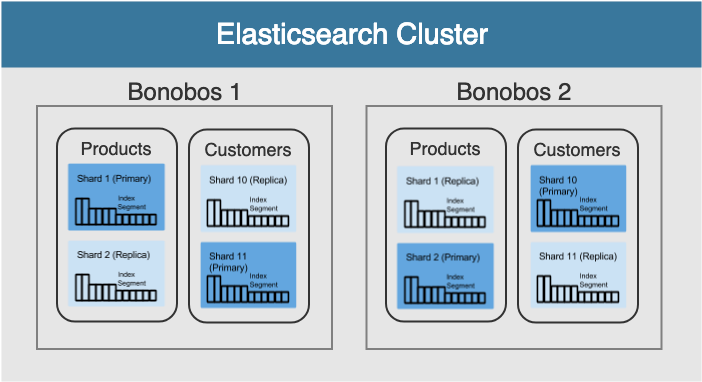 Elasticsearch Cluster
Bonobos 1
Products
Shard 1 (Primary)
Index
Segment
Shard 2 (Replica)
Index
Segment
Customers
Shard 10 (Replica)
Index
Segment
Shard 11
(Primary)
Index
Segment
Bonobos 2
Products
Shard 1 (Replica)
Index
Segment
Shard 2 (Primary)
Index
Segment
Customers
Shard 10
(Primary)
Index
Segment
Shard 11 (Replica)
Index
Segment